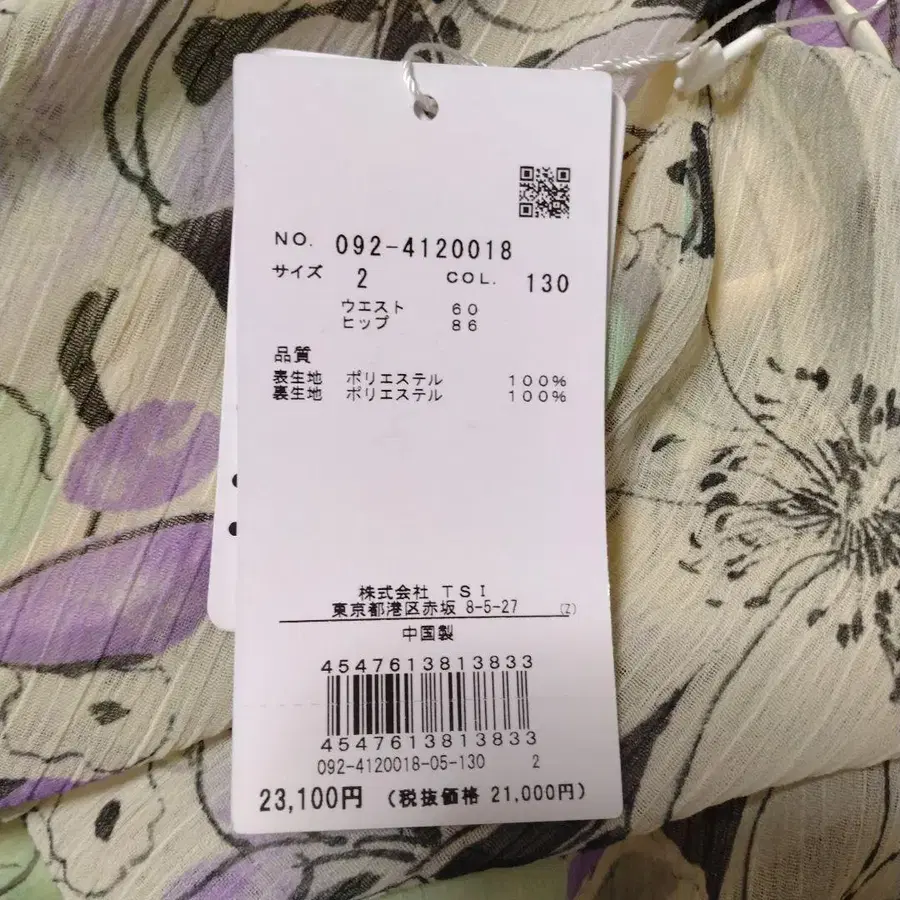 NO. 092-4120018
サイズ 2 COL. 130
ウエスト 60
ヒップ 86
品質
表生地 ポリエステル 100%
裏生地 ポリエステル 100%
株式会社 TSI
東京都港区赤坂 8-5-27 (Z)
中国製
4547613813833
4547613813833
092-4120018-05-130 2
23,100円 (税抜価格 21,000円)